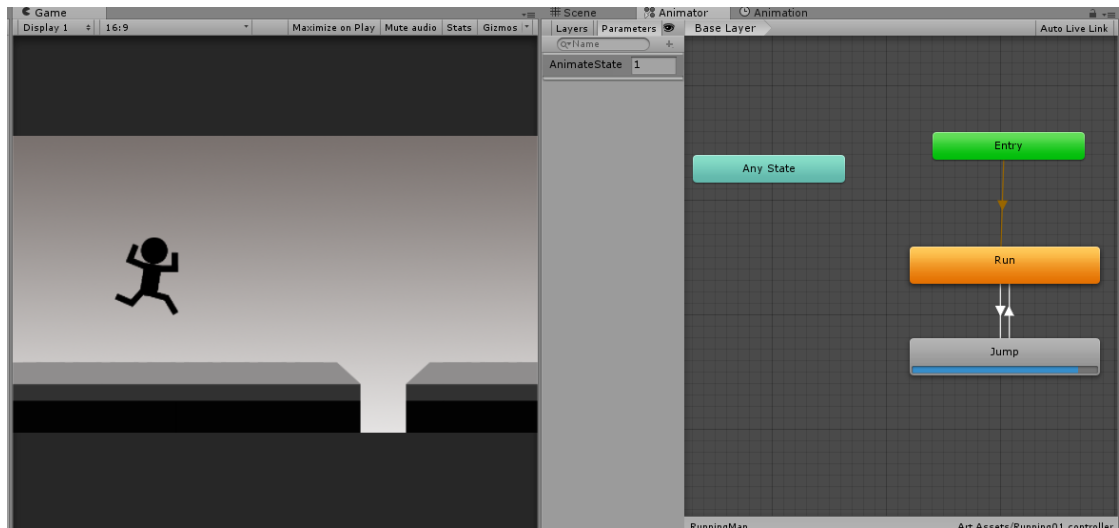 Game
# Scene
Animator
Animation
Display 1
16:9
Maximize on Play
Mute audio
Stats
Gizmos
Layers
Parameters
Base Layer
Auto Live Link
Name
AnimateState 1
Entry
Any State
Run
Jump
RunningMan
Art Assets/Running01.controller